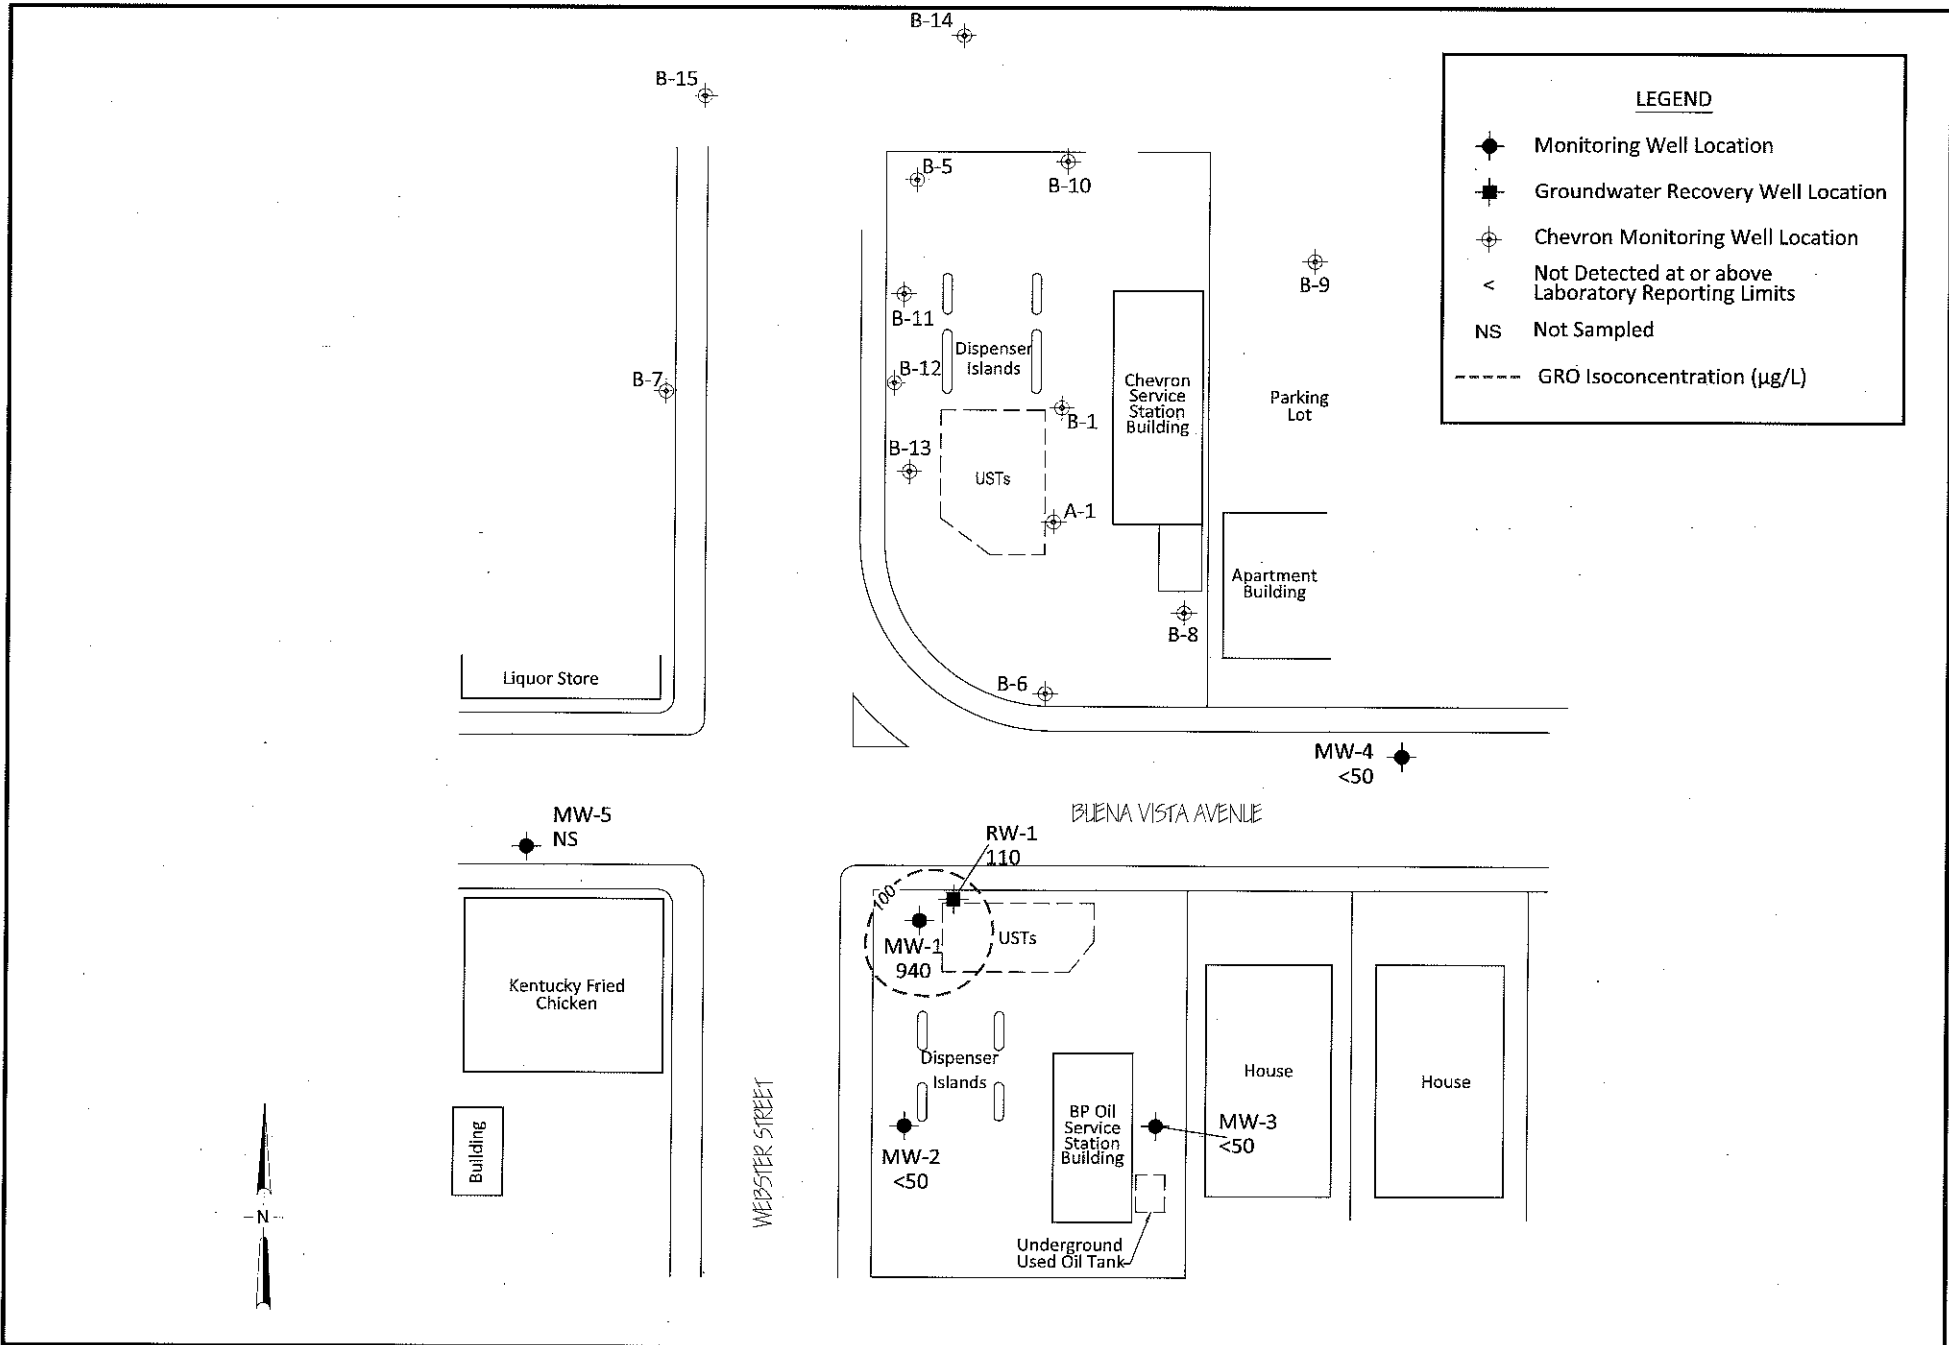 B-14
B-15
LEGEND
Monitoring Well Location
Groundwater Recovery Well Location
Chevron Monitoring Well Location
< Not Detected at or above
Laboratory Reporting Limits
NS Not Sampled
GRO Isoconcentration (µg/L)
B-5
B-10
B-9
B-11
Dispenser
Islands
B-12
B-7
B-1
Chevron
Service
Station
Building
Parking
Lot
B-13
USTs
A-1
Apartment
Building
B-8
Liquor Store
B-6
MW-4
<50
BUENA VISTA AVENUE
MW-5
NS
RW-1
110
100
MW-1
940
USTs
Kentucky Fried
Chicken
Dispenser
Islands
House
House
BP Oil
Service
Station
Building
MW-3
<50
MW-2
<50
Building
WEBSTER STREET
N
Underground
Used Oil Tank